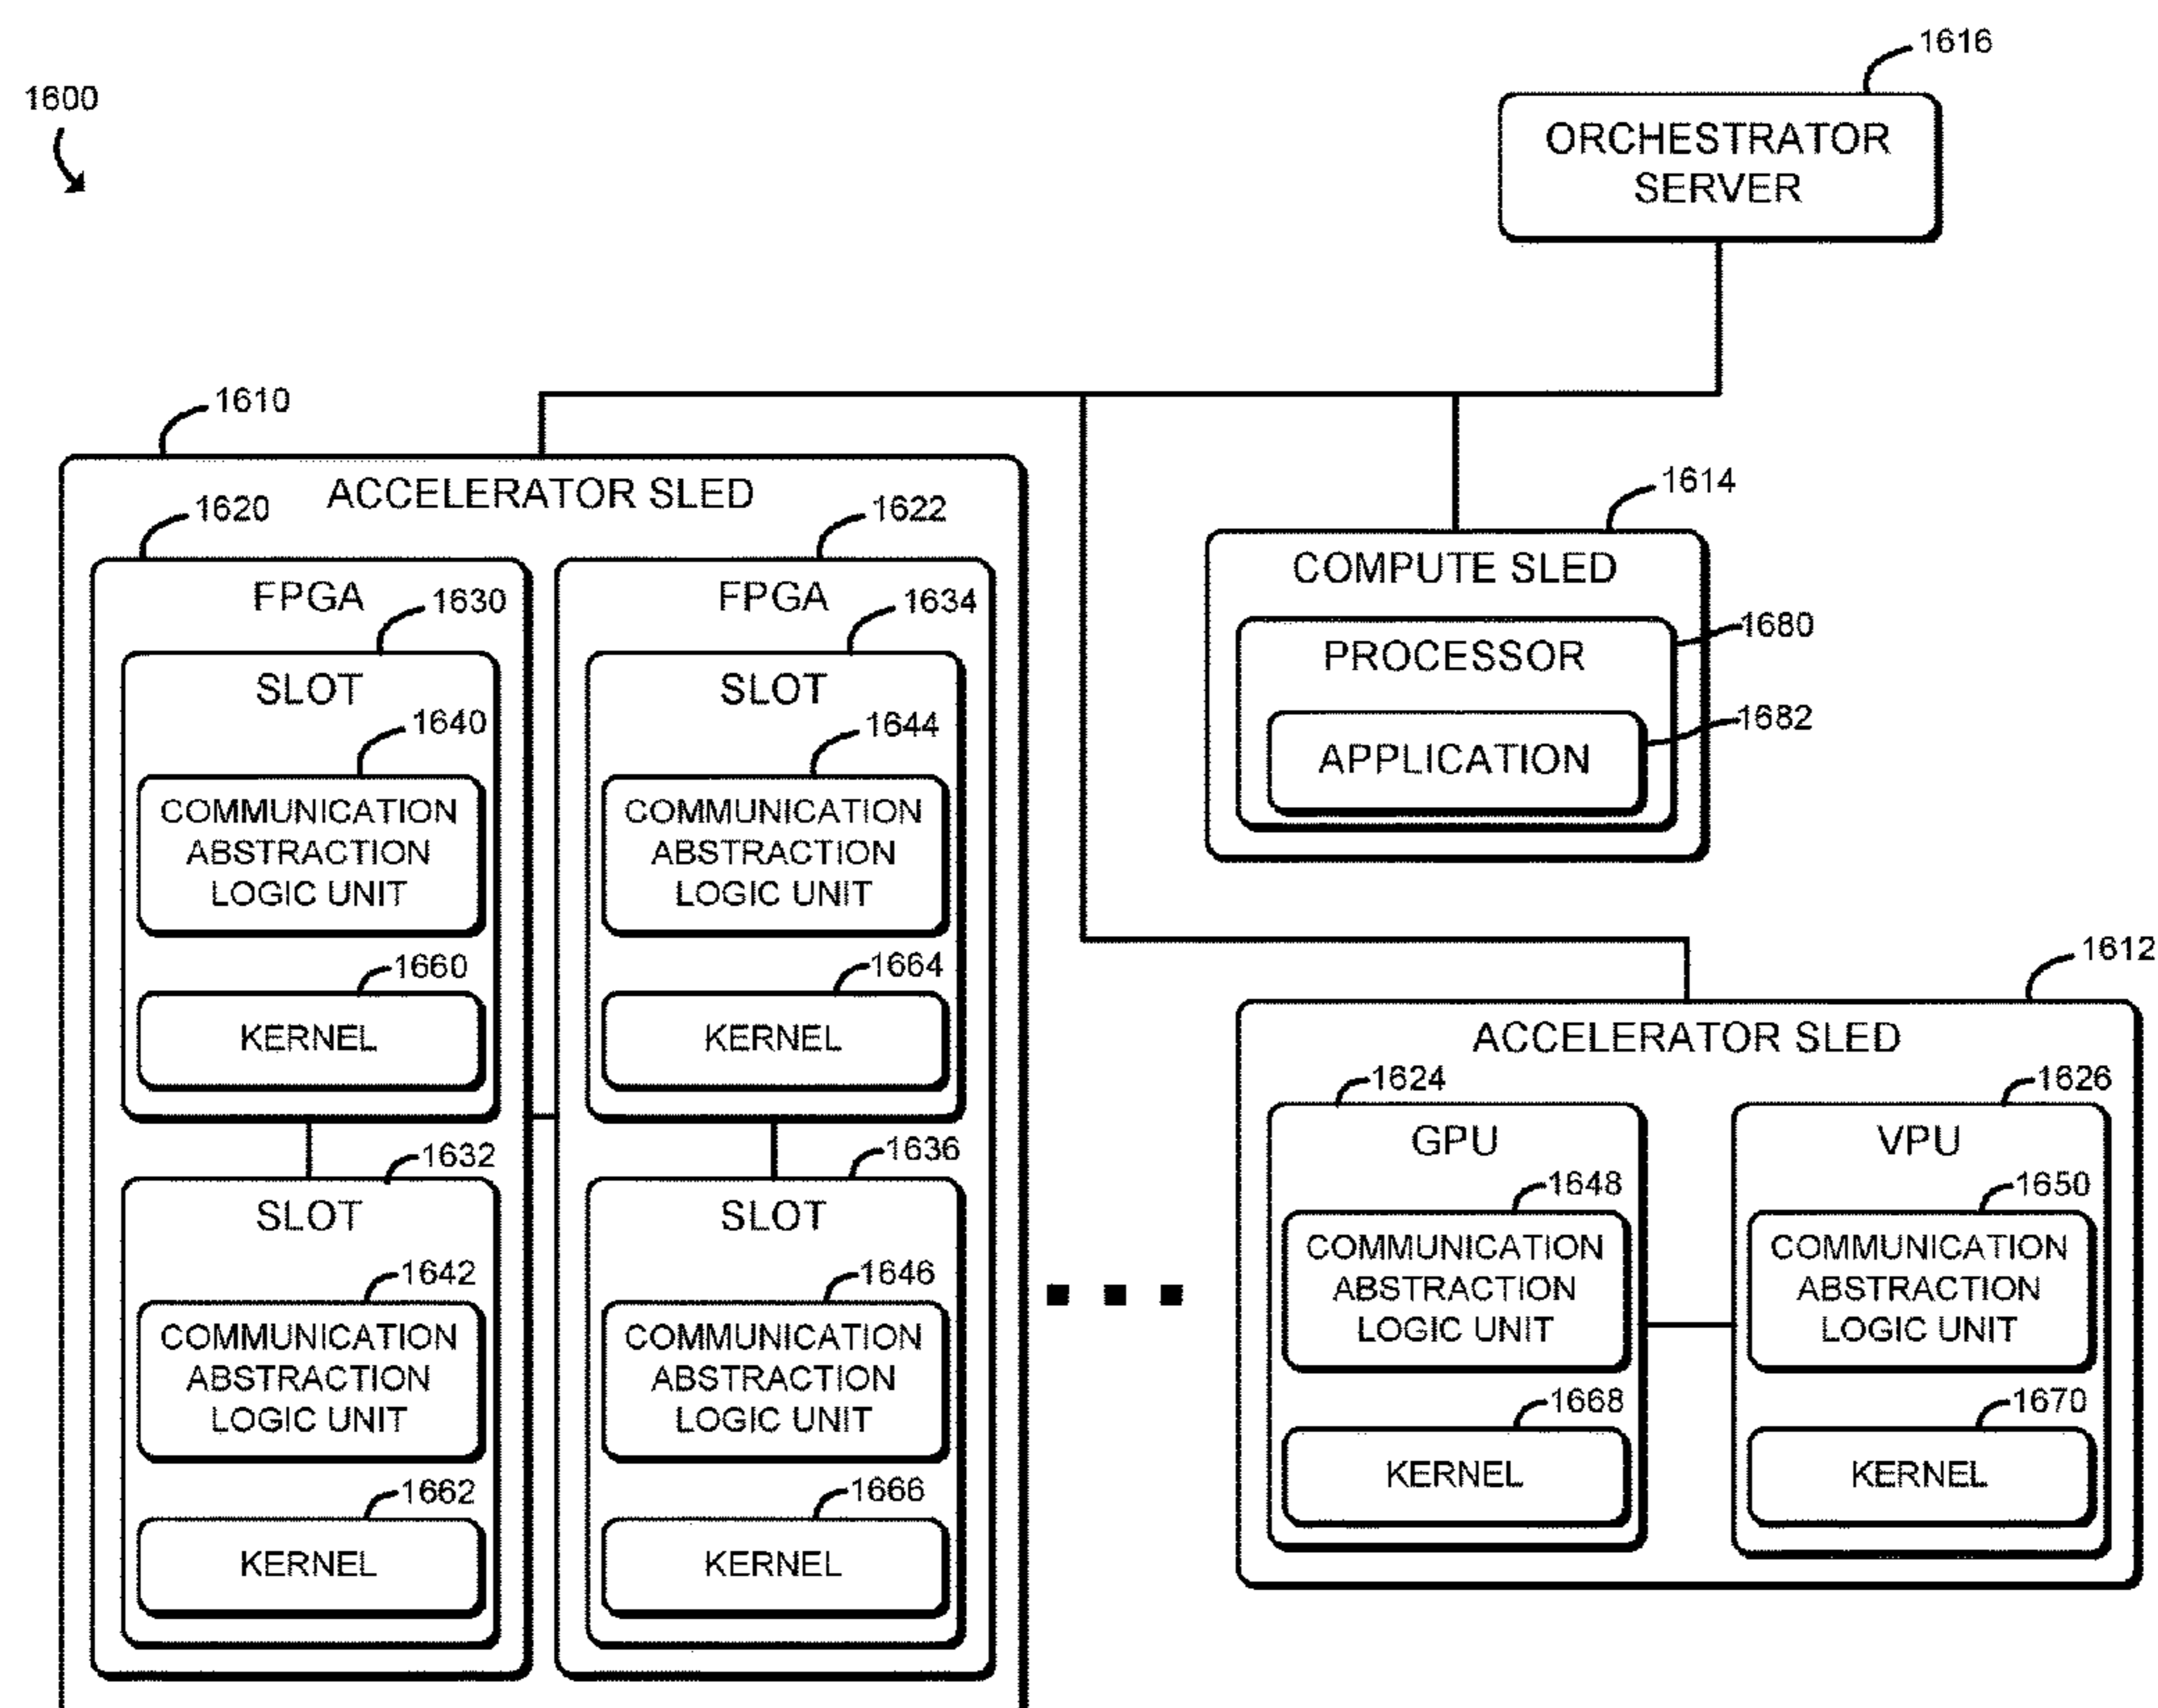 1616
1600
ORCHESTRATOR
SERVER
1610
ACCELERATOR SLED
1620
1622
FPGA
1630
FPGA
1634
SLOT
1640
SLOT
1644
COMMUNICATION
ABSTRACTION
LOGIC UNIT
COMMUNICATION
ABSTRACTION
LOGIC UNIT
1660
KERNEL
1664
KERNEL
1632
SLOT
1636
SLOT
1642
COMMUNICATION
ABSTRACTION
LOGIC UNIT
1646
COMMUNICATION
ABSTRACTION
LOGIC UNIT
1662
KERNEL
1666
KERNEL
1614
COMPUTE SLED
1680
PROCESSOR
1682
APPLICATION
1612
ACCELERATOR SLED
1624
GPU
1626
VPU
1648
COMMUNICATION
ABSTRACTION
LOGIC UNIT
1650
COMMUNICATION
ABSTRACTION
LOGIC UNIT
1668
KERNEL
1670
KERNEL